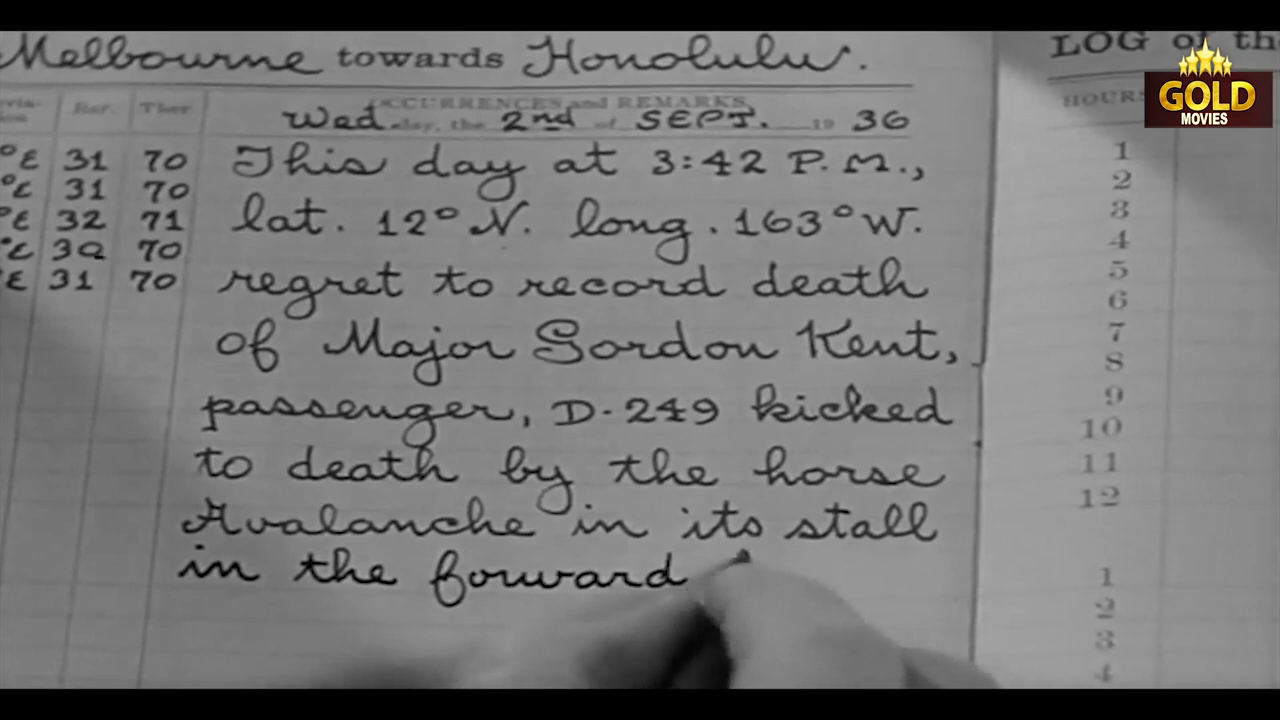 Melbourne towards Honolulu.
LOG of th
GOLD
MOVIES
Bar. Ther
OCCURRENCES and REMARKS
HOURS
Wed. day, the 2nd of SEPT. 19 36
°E 31 70
°E 31 70
°E 32 71
°E 30 70
°E 31 70
This day at 3:42 P.M.,
lat. 12° N. long. 163° W.
regret to record death
of Major Gordon Kent,
passenger, D-249 kicked
to death by the horse
Avalanche in its stall
in the forward
1
2
3
4
5
6
7
8
9
10
11
12
1
2
3
4